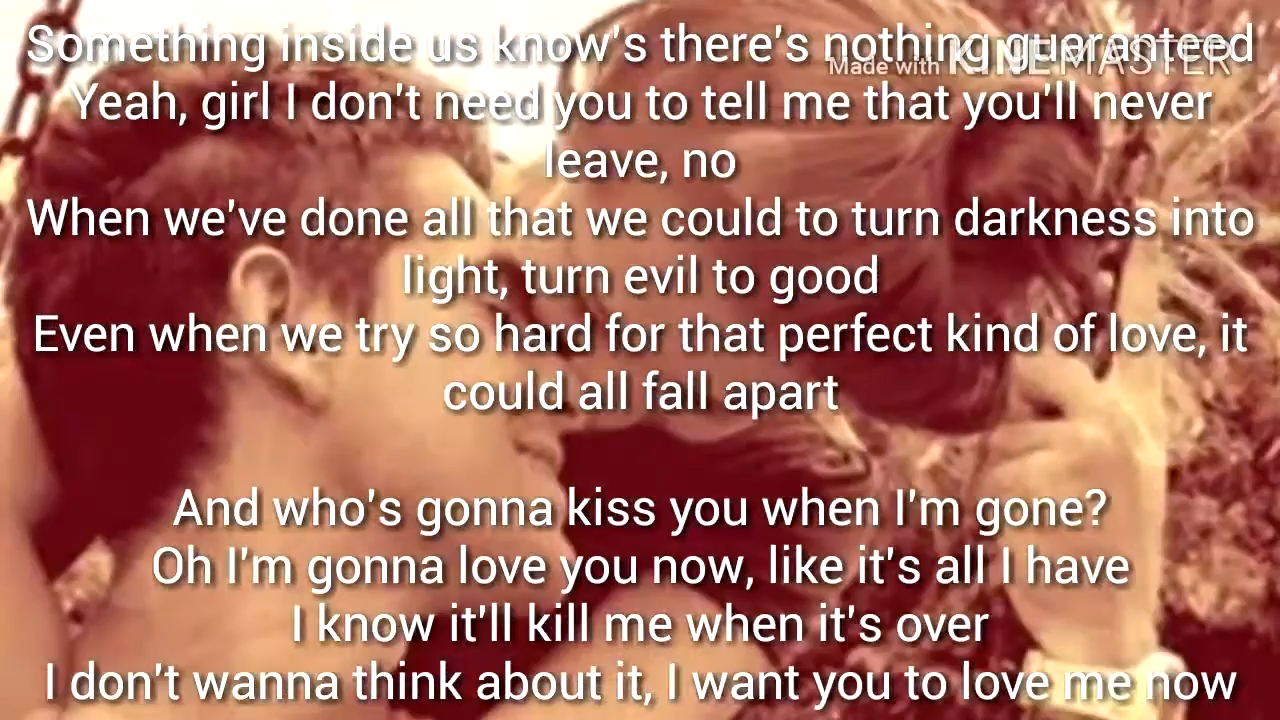 Something inside us know's there's nothing gueranteed
Made with KINEMASTER
Yeah, girl I don't need you to tell me that you'll never
leave, no
When we've done all that we could to turn darkness into
light, turn evil to good
Even when we try so hard for that perfect kind of love, it
could all fall apart
And who's gonna kiss you when I'm gone?
Oh I'm gonna love you now, like it's all I have
I know it'll kill me when it's over
I don't wanna think about it, I want you to love me now